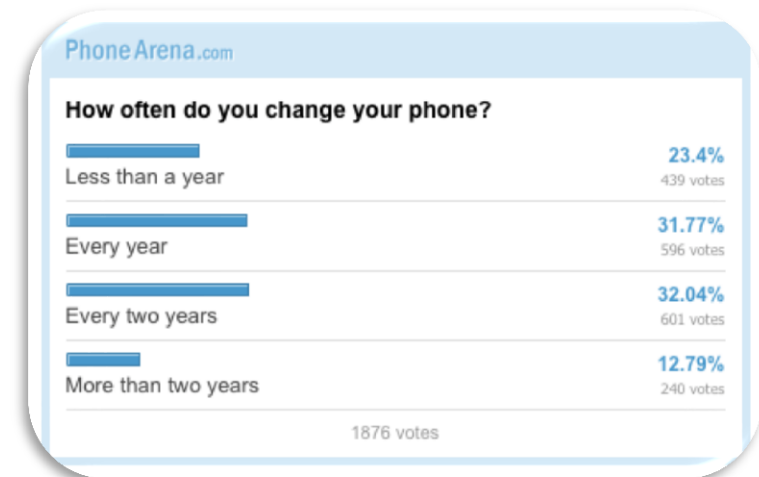 PhoneArena.com
How often do you change your phone?
23.4%
Less than a year
439 votes
31.77%
Every year
596 votes
32.04%
Every two years
601 votes
12.79%
More than two years
240 votes
1876 votes